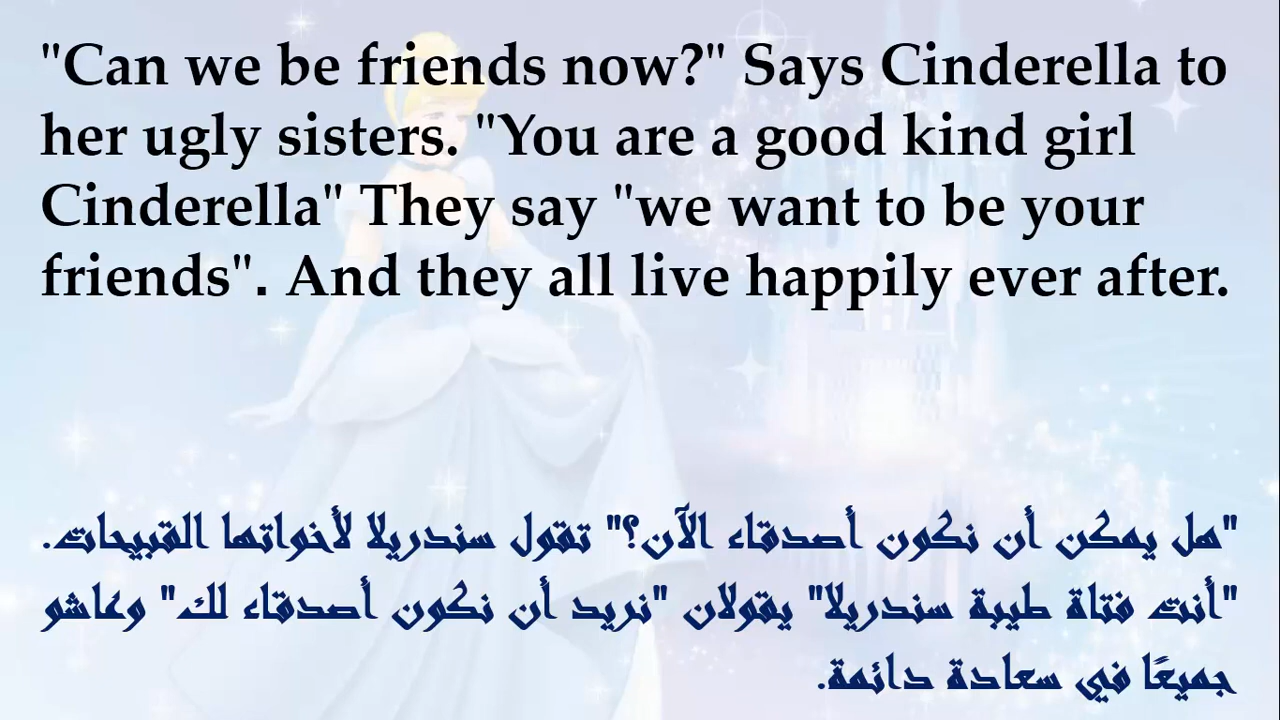 "Can we be friends now?" Says Cinderella to
her ugly sisters. "You are a good kind girl
Cinderella" They say "we want to be your
friends". And they all live happily ever after.
"هل يمكن أن نكون أصدقاء الآن؟" تقول سندريلا لأخواتها القبيحات.
"أنت فتاة طيبة سندريلا" يقولان "نريد أن نكون أصدقاء لك" وعاشو
جميعًا في سعادة دائمة.